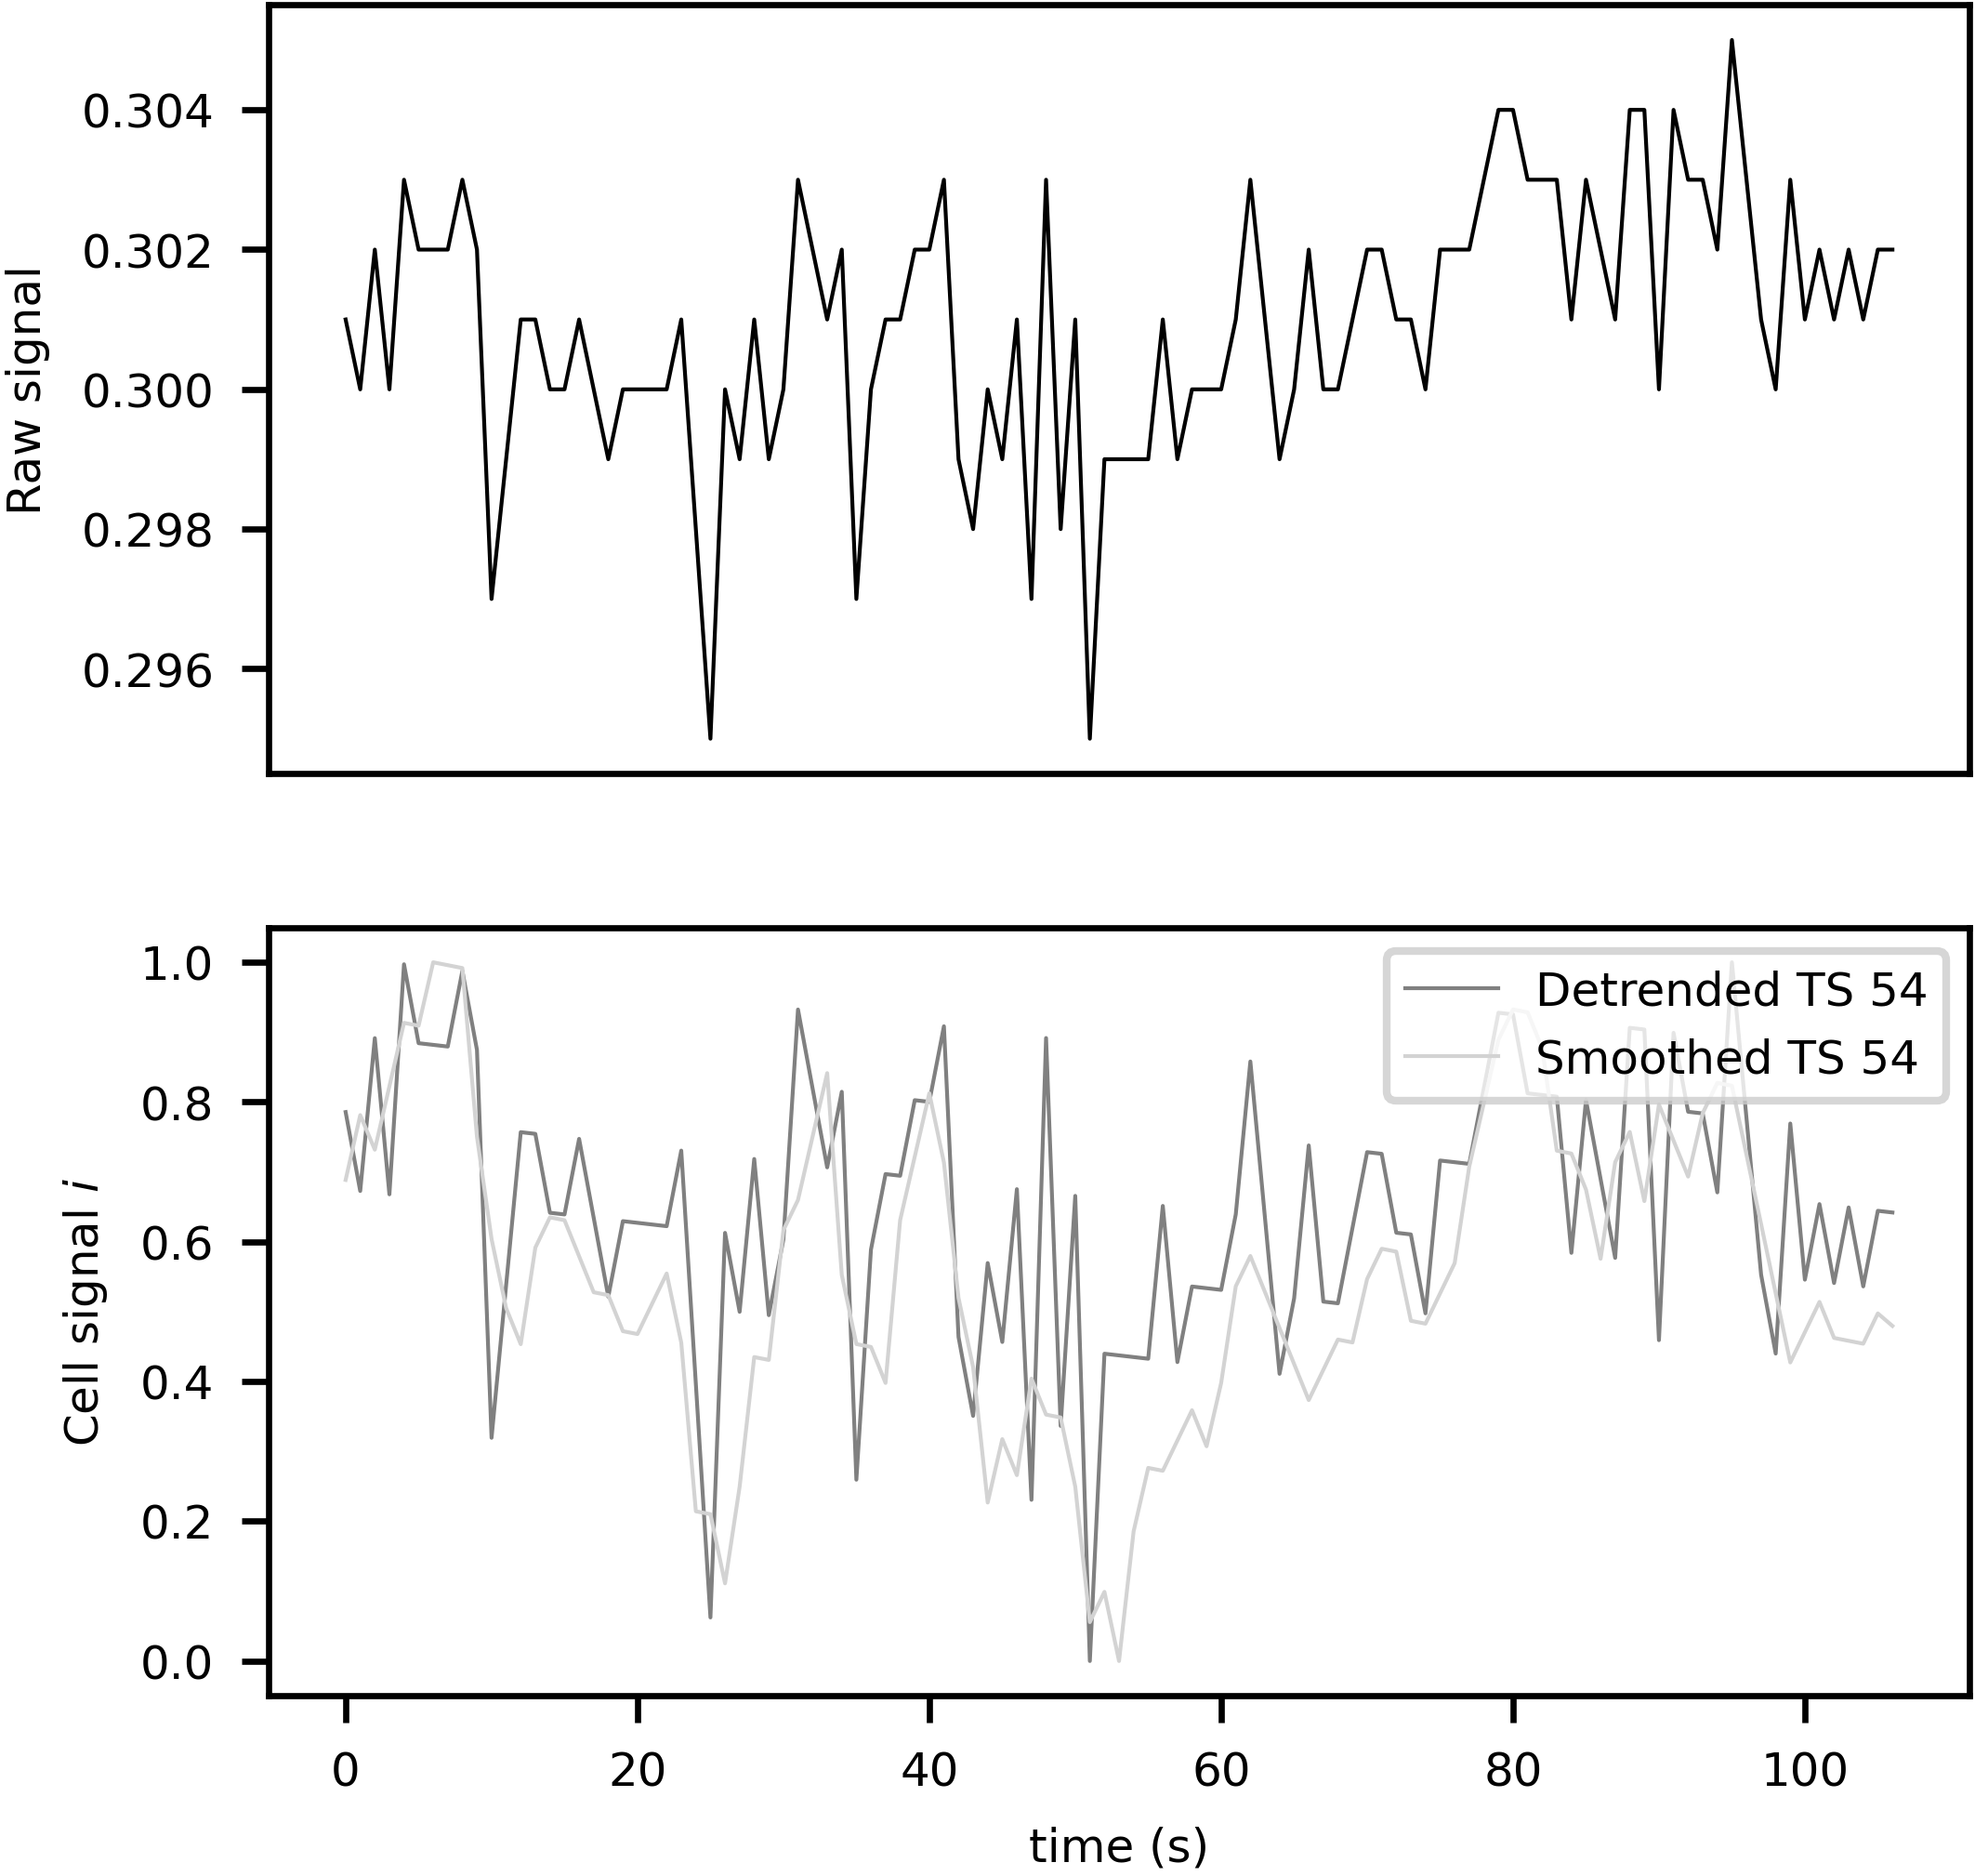 Raw signal
0.304
0.302
0.300
0.298
0.296
Cell signal i
1.0
0.8
0.6
0.4
0.2
0.0
Detrended TS 54
Smoothed TS 54
0 20 40 60 80 100
time (s)